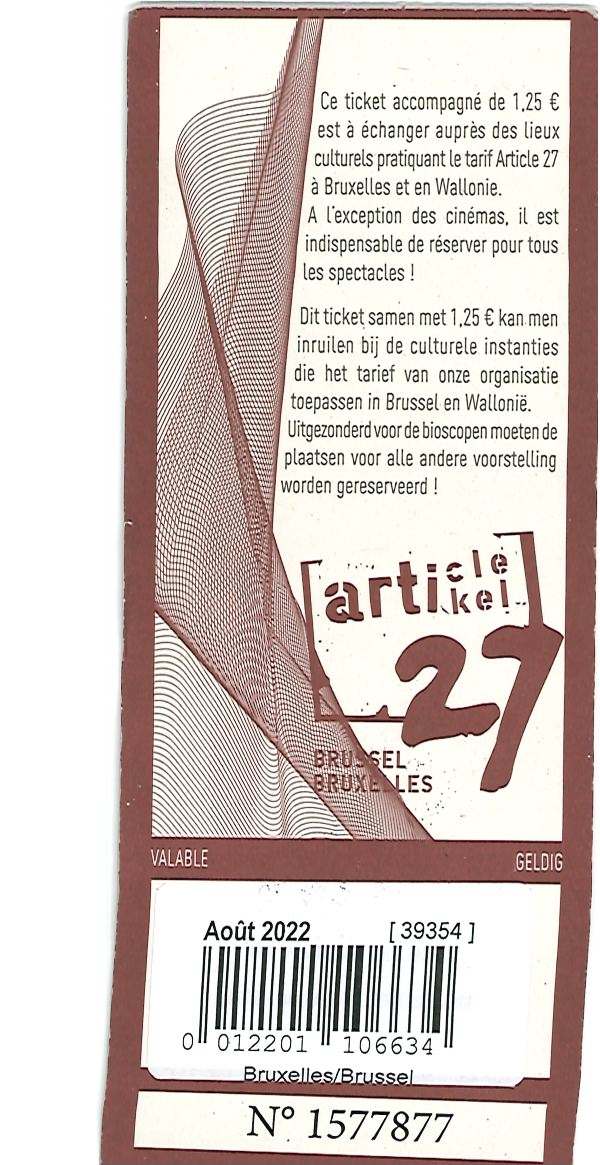 Ce ticket accompagné de 1,25 €
est à échanger auprès des lieux
culturels pratiquant le tarif Article 27
à Bruxelles et en Wallonie.
A l'exception des cinémas, il est
indispensable de réserver pour tous
les spectacles !
Dit ticket samen met 1,25 € kan men
inruilen bij de culturele instanties
die het tarief van onze organisatie
toepassen in Brussel en Wallonië.
Uitgezonderd voor de bioscopen moeten de
plaatsen voor alle andere voorstelling
worden gereserveerd !
[article
kel]
27
BRUSSEL
BRUXELLES
VALABLE GELDIG
Août 2022 [ 39354 ]
0 012201 106634
Bruxelles/Brussel
N° 1577877